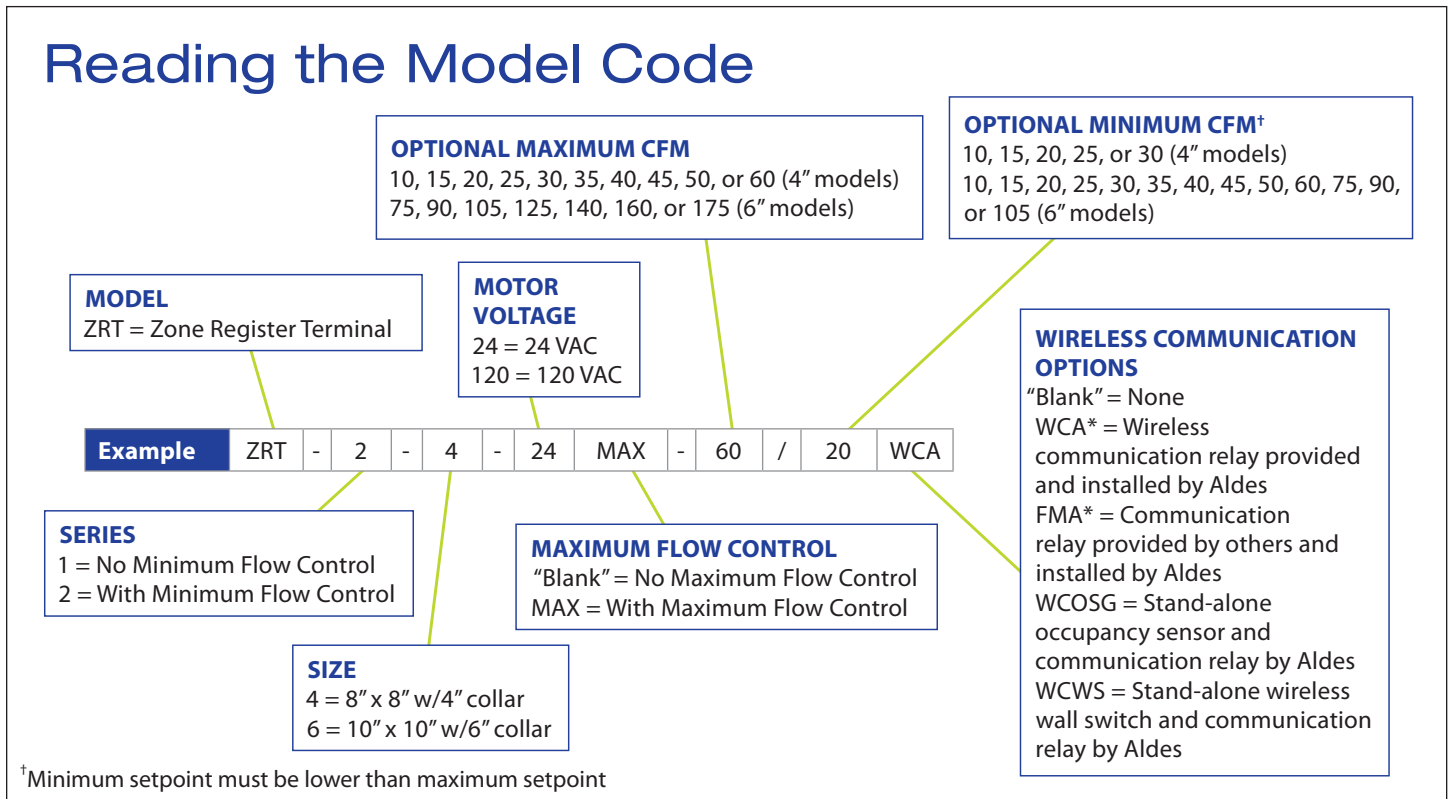 Reading the Model Code
OPTIONAL MAXIMUM CFM
10, 15, 20, 25, 30, 35, 40, 45, 50, or 60 (4” models)
75, 90, 105, 125, 140, 160, or 175 (6” models)
OPTIONAL MINIMUM CFM†
10, 15, 20, 25, or 30 (4” models)
10, 15, 20, 25, 30, 35, 40, 45, 50, 60, 75, 90,
or 105 (6” models)
MODEL
ZRT = Zone Register Terminal
MOTOR
VOLTAGE
24 = 24 VAC
120 = 120 VAC
WIRELESS COMMUNICATION
OPTIONS
“Blank” = None
WCA* = Wireless
communication relay provided
and installed by Aldes
FMA* = Communication
relay provided by others and
installed by Aldes
WCOSG = Stand-alone
occupancy sensor and
communication relay by Aldes
WCWS = Stand-alone wireless
wall switch and communication
relay by Aldes
Example ZRT - 2 - 4 - 24 MAX - 60 / 20 WCA
SERIES
1 = No Minimum Flow Control
2 = With Minimum Flow Control
MAXIMUM FLOW CONTROL
“Blank” = No Maximum Flow Control
MAX = With Maximum Flow Control
SIZE
4 = 8” x 8” w/4” collar
6 = 10” x 10” w/6” collar
†Minimum setpoint must be lower than maximum setpoint